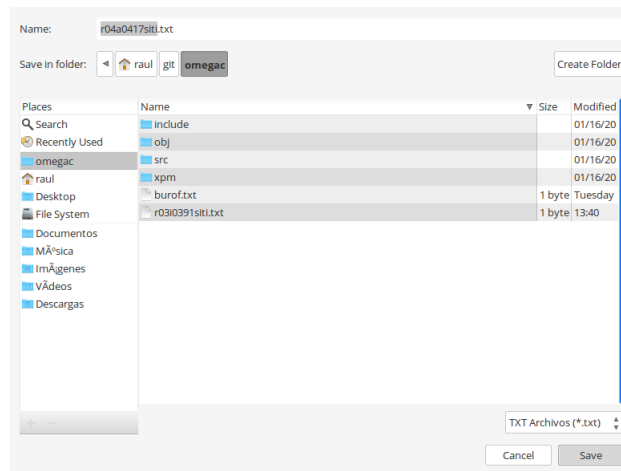 Name: r04a0417siti.txt
Save in folder: raul git omegac Create Folder
Places Name Size Modified
Search include 01/16/20
Recently Used obj 01/16/20
omegac src 01/16/20
raul xpm 01/16/20
Desktop burof.txt 1 byte Tuesday
File System r03i0391siti.txt 1 byte 13:40
Documentos
MÃºsica
ImÃ¡genes
VÃdeos
Descargas
TXT Archivos (*.txt)
Cancel Save